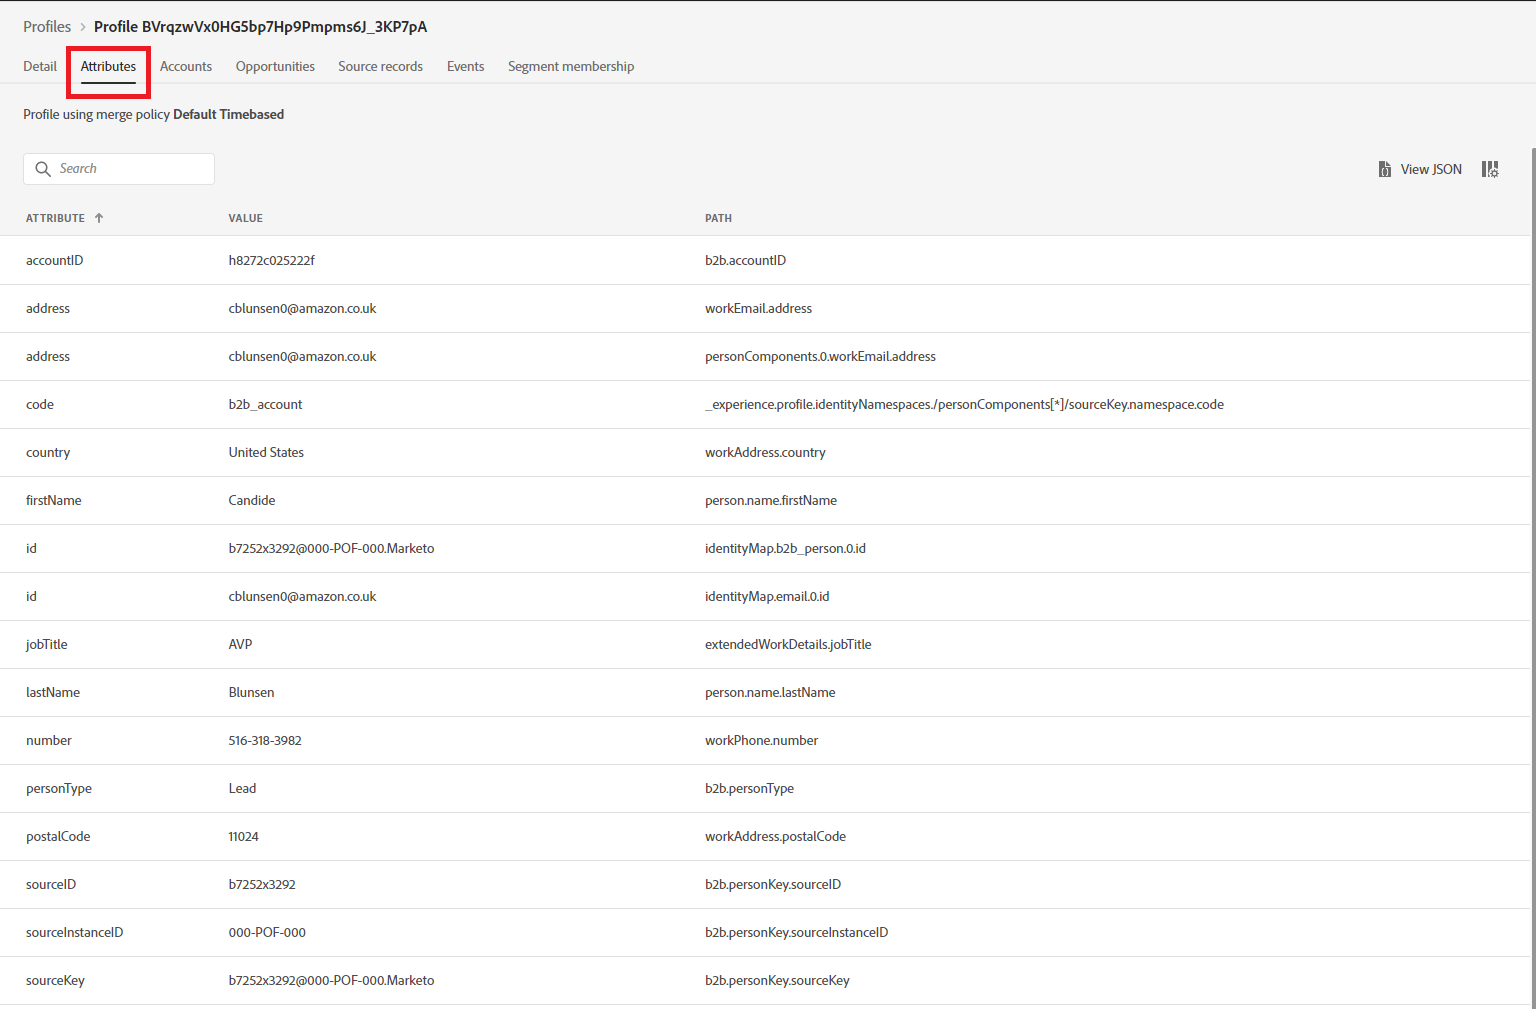 Profiles > Profile BVrqzwVx0HG5bp7Hp9Pmpms6J_3KP7pA
Detail Attributes Accounts Opportunities Source records Events Segment membership
Profile using merge policy Default Timebased
Search View JSON
ATTRIBUTE VALUE PATH
accountID h8272c025222f b2b.accountID
address cblunsen0@amazon.co.uk workEmail.address
address cblunsen0@amazon.co.uk personComponents.0.workEmail.address
code b2b_account _experience.profile.identityNamespaces./personComponents[*]/sourceKey.namespace.code
country United States workAddress.country
firstName Candide person.name.firstName
id b7252x3292@000-POF-000.Marketo identityMap.b2b_person.0.id
id cblunsen0@amazon.co.uk identityMap.email.0.id
jobTitle AVP extendedWorkDetails.jobTitle
lastName Blunsen person.name.lastName
number 516-318-3982 workPhone.number
personType Lead b2b.personType
postalCode 11024 workAddress.postalCode
sourceID b7252x3292 b2b.personKey.sourceID
sourceInstanceID 000-POF-000 b2b.personKey.sourceInstanceID
sourceKey b7252x3292@000-POF-000.Marketo b2b.personKey.sourceKey